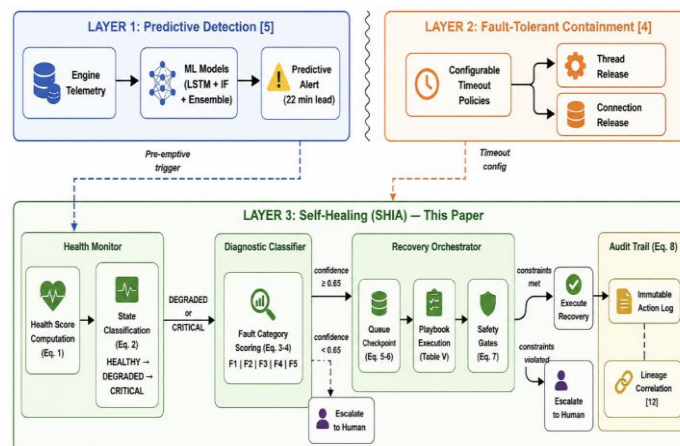 LAYER 1: Predictive Detection [5]
Engine
Telemetry
ML Models
(LSTM + IF
+ Ensemble)
Predictive
Alert
(22 min lead)
LAYER 2: Fault-Tolerant Containment [4]
Configurable
Timeout
Policies
Thread
Release
Connection
Release
Pre-emptive
trigger
Timeout
config
LAYER 3: Self-Healing (SHIA) — This Paper
Health Monitor
Health Score
Computation
(Eq. 1)
State
Classification
(Eq. 2)
HEALTHY →
DEGRADED →
CRITICAL
DEGRADED
or
CRITICAL
Diagnostic Classifier
Fault Category
Scoring (Eq. 3-4)
F1 | F2 | F3 | F4 | F5
confidence
≥ 0.65
confidence
< 0.65
Escalate
to Human
Recovery Orchestrator
Queue
Checkpoint
(Eq. 5-6)
Playbook
Execution
(Table V)
Safety
Gates
(Eq. 7)
constraints
met
Execute
Recovery
constraints
violated
Escalate
to Human
Audit Trail (Eq. 8)
Immutable
Action Log
Lineage
Correlation
[12]